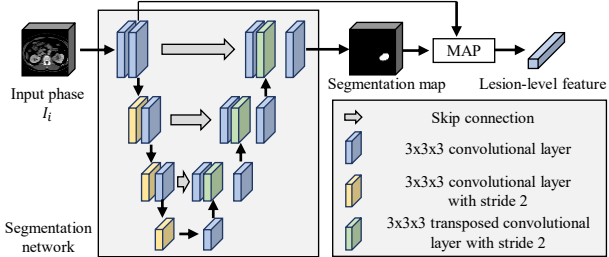 Input phase
I_i
Segmentation
network
Segmentation map
MAP
Lesion-level feature
Skip connection
3x3x3 convolutional layer
3x3x3 convolutional layer
with stride 2
3x3x3 transposed convolutional
layer with stride 2